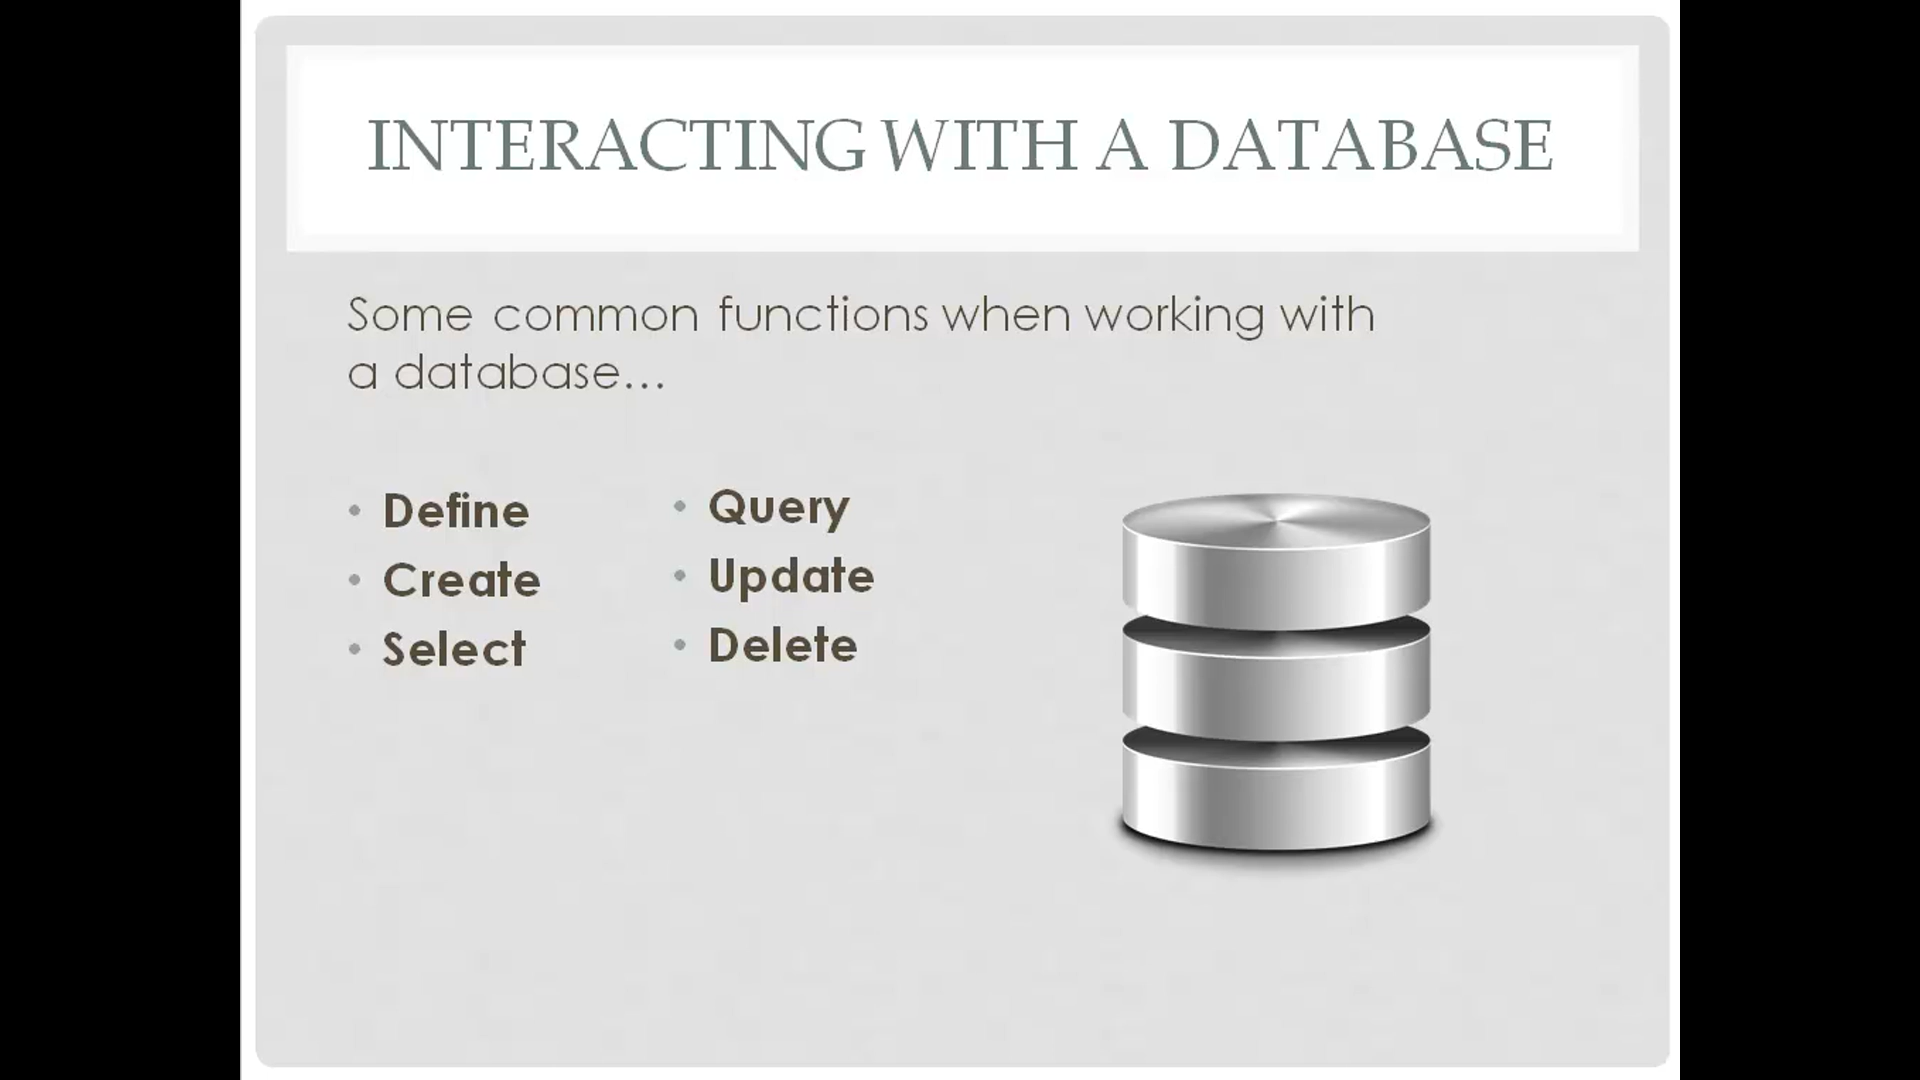 INTERACTING WITH A DATABASE
Some common functions when working with
a database...
• Define
• Create
• Select
• Query
• Update
• Delete